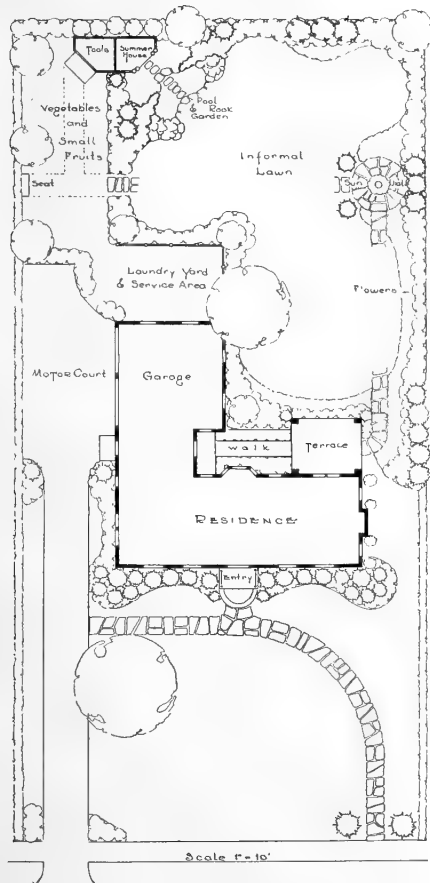 Tools
Summer
House
Vegetables
and
Small
Fruits
Pool
& Rock
Garden
Informal
Lawn
Seat
Sun Dial
Laundry Yard
& Service Area
Flowers
Motor Court
Garage
Walk
Terrace
RESIDENCE
Entry
Scale 1"=10'